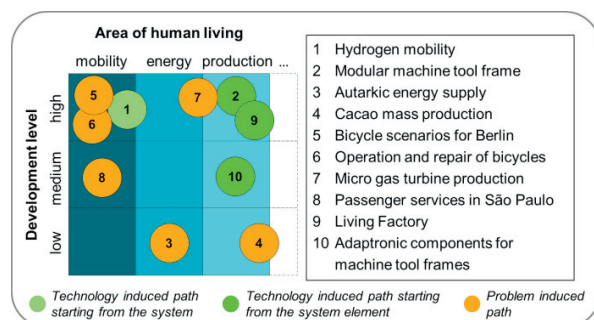 Area of human living
mobility energy production ...
Development level
high
medium
low
5
6
1
7
2
9
8
10
3
4
1 Hydrogen mobility
2 Modular machine tool frame
3 Autarkic energy supply
4 Cacao mass production
5 Bicycle scenarios for Berlin
6 Operation and repair of bicycles
7 Micro gas turbine production
8 Passenger services in São Paulo
9 Living Factory
10 Adaptronic components for
machine tool frames
Technology induced path
starting from the system
Technology induced path starting
from the system element
Problem induced
path